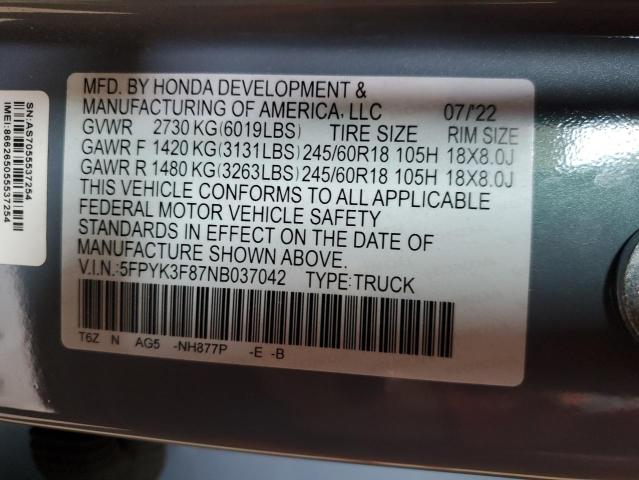 MFD. BY HONDA DEVELOPMENT &
MANUFACTURING OF AMERICA, LLC 07/'22
GVWR 2730 KG(6019LBS) TIRE SIZE RIM SIZE
GAWR F 1420 KG(3131LBS) 245/60R18 105H 18X8.0J
GAWR R 1480 KG(3263LBS) 245/60R18 105H 18X8.0J
THIS VEHICLE CONFORMS TO ALL APPLICABLE
FEDERAL MOTOR VEHICLE SAFETY
STANDARDS IN EFFECT ON THE DATE OF
MANUFACTURE SHOWN ABOVE.
V.I.N.:5FPYK3F87NB037042 TYPE:TRUCK
T6Z N AG5 -NH877P -E -B
SN:AS7055537254
IMEI:866265055537254